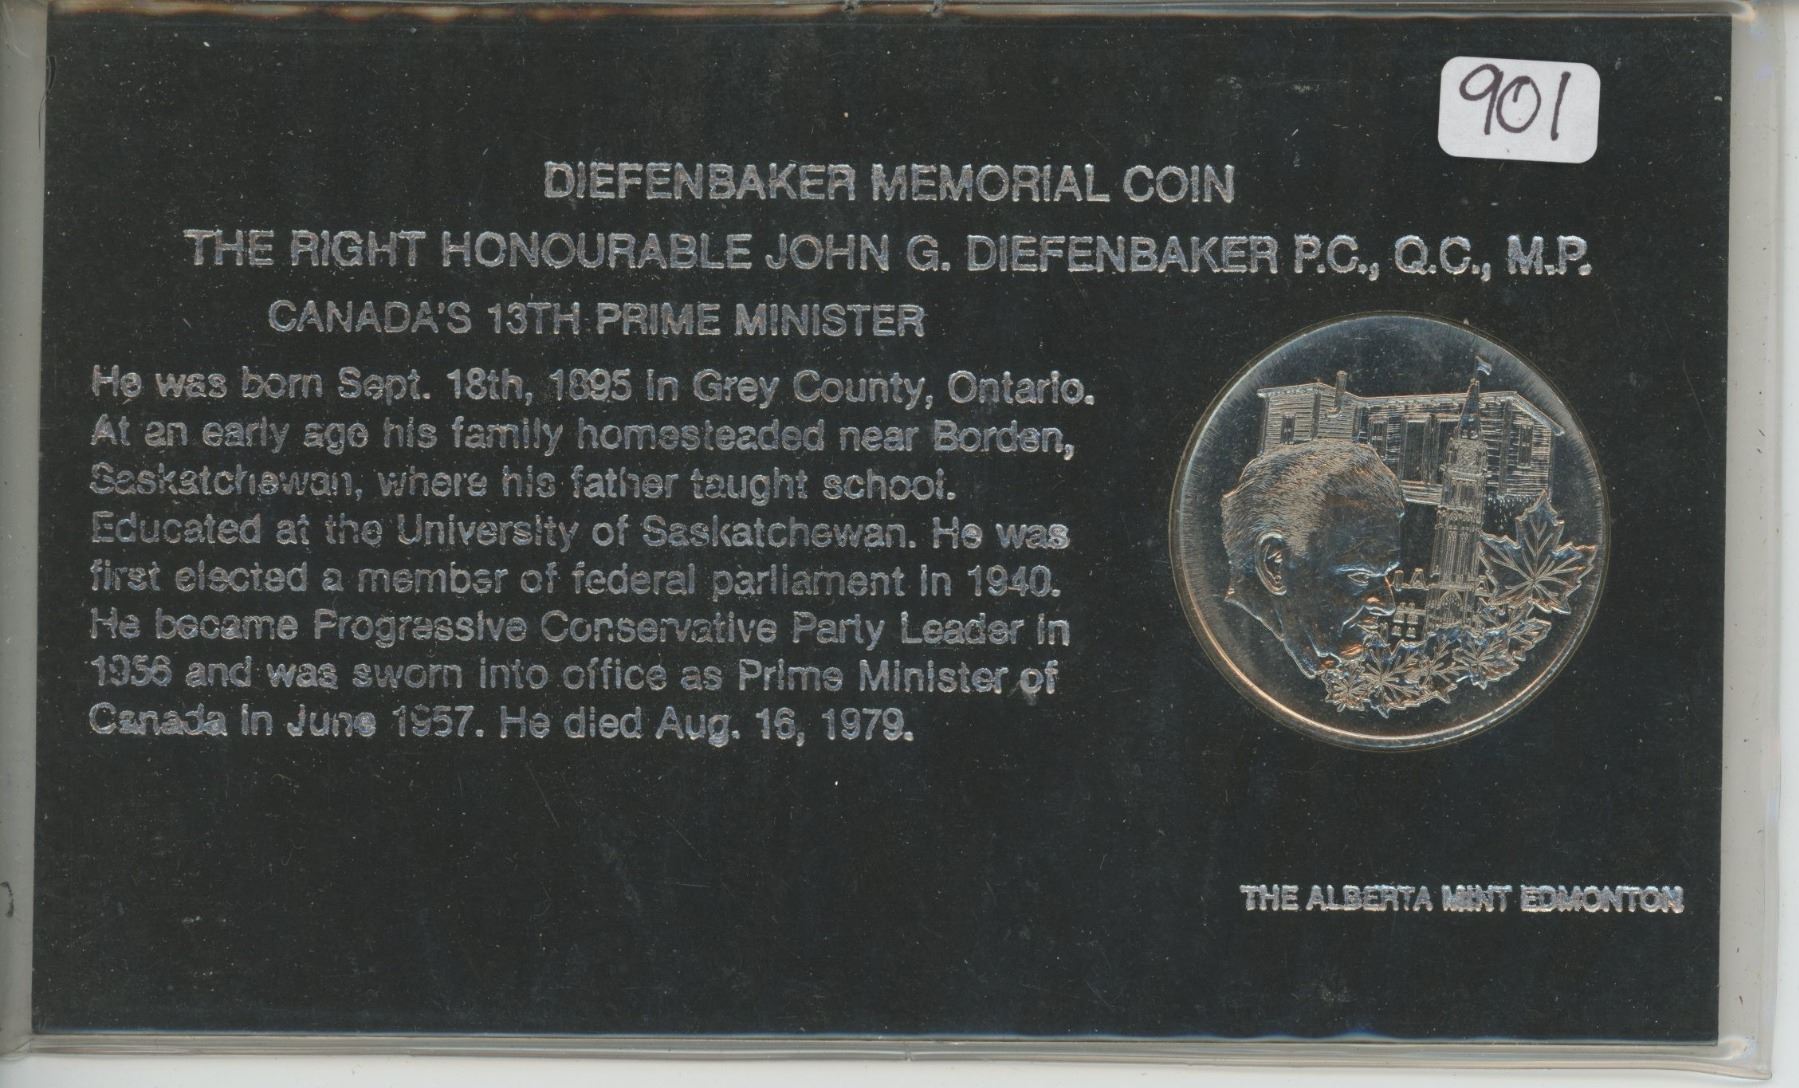 901
DIEFENBAKER MEMORIAL COIN
THE RIGHT HONOURABLE JOHN G. DIEFENBAKER P.C., Q.C., M.P.
CANADA'S 13TH PRIME MINISTER
He was born Sept. 18th, 1895 in Grey County, Ontario.
At an early age his family homesteaded near Borden,
Saskatchewan, where his father taught school.
Educated at the University of Saskatchewan. He was
first elected a member of federal parliament in 1940.
He became Progressive Conservative Party Leader in
1956 and was sworn into office as Prime Minister of
Canada in June 1957. He died Aug. 16, 1979.
THE ALBERTA MINT EDMONTON